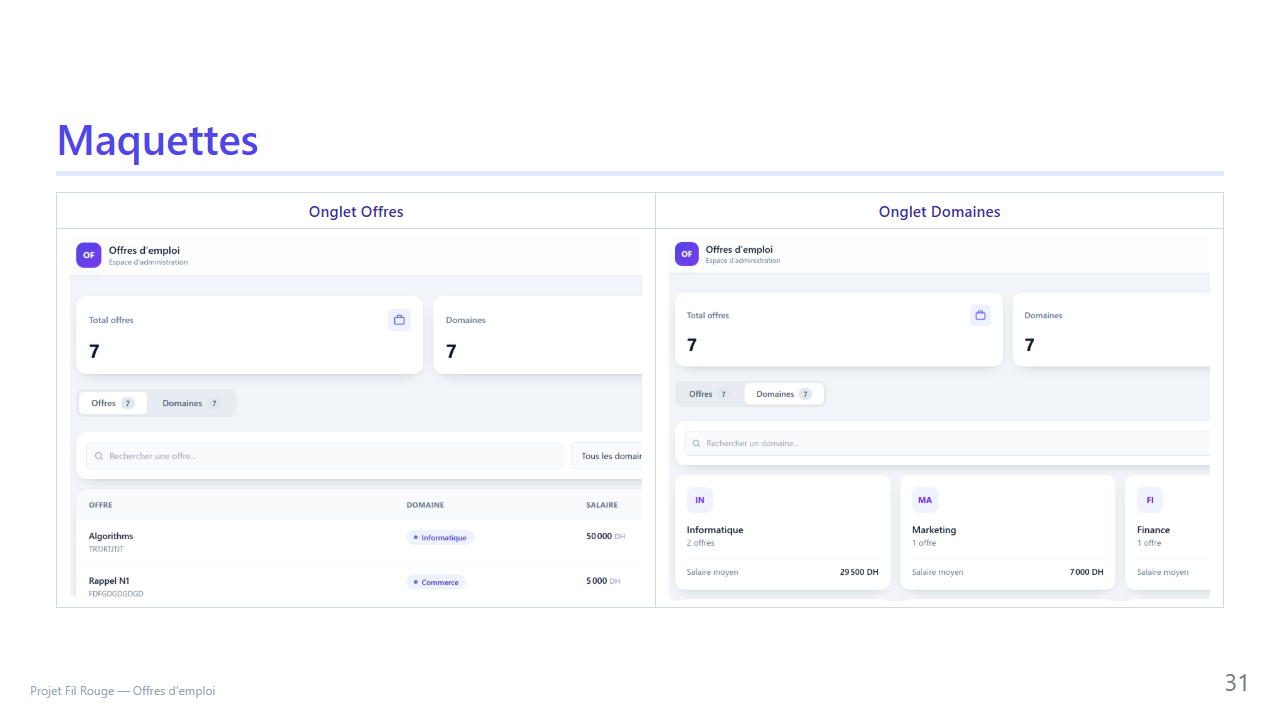 Maquettes
Onglet Offres
Onglet Domaines
OF
Offres d'emploi
Espace d'administration
Total offres
7
Domaines
7
Offres 7
Domaines 7
Rechercher une offre...
Tous les domain
OFFRE DOMAINE SALAIRE
Algorithms
TRTJRTJTJT
Informatique
50 000 DH
Rappel N1
FDFGDGDGDGD
Commerce
5 000 DH
OF
Offres d'emploi
Espace d'administration
Total offres
7
Domaines
7
Offres 7
Domaines 7
Rechercher un domaine...
IN
Informatique
2 offres
Salaire moyen 29 500 DH
MA
Marketing
1 offre
Salaire moyen 7 000 DH
FI
Finance
1 offre
Salaire moyen
Projet Fil Rouge — Offres d'emploi
31